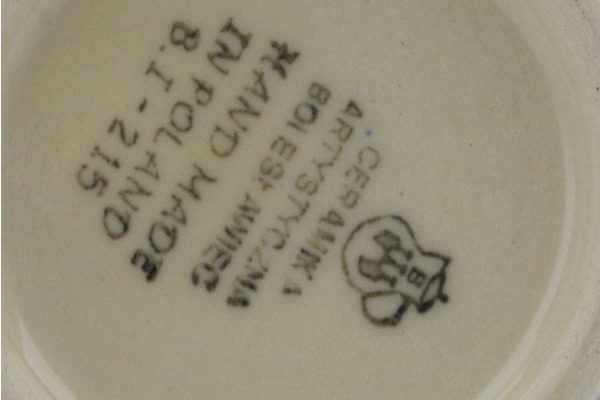 B
CERAMIKA
ARTYSTYCZNA
BOLESŁAWIEC
HAND MADE
IN POLAND
B.I-215